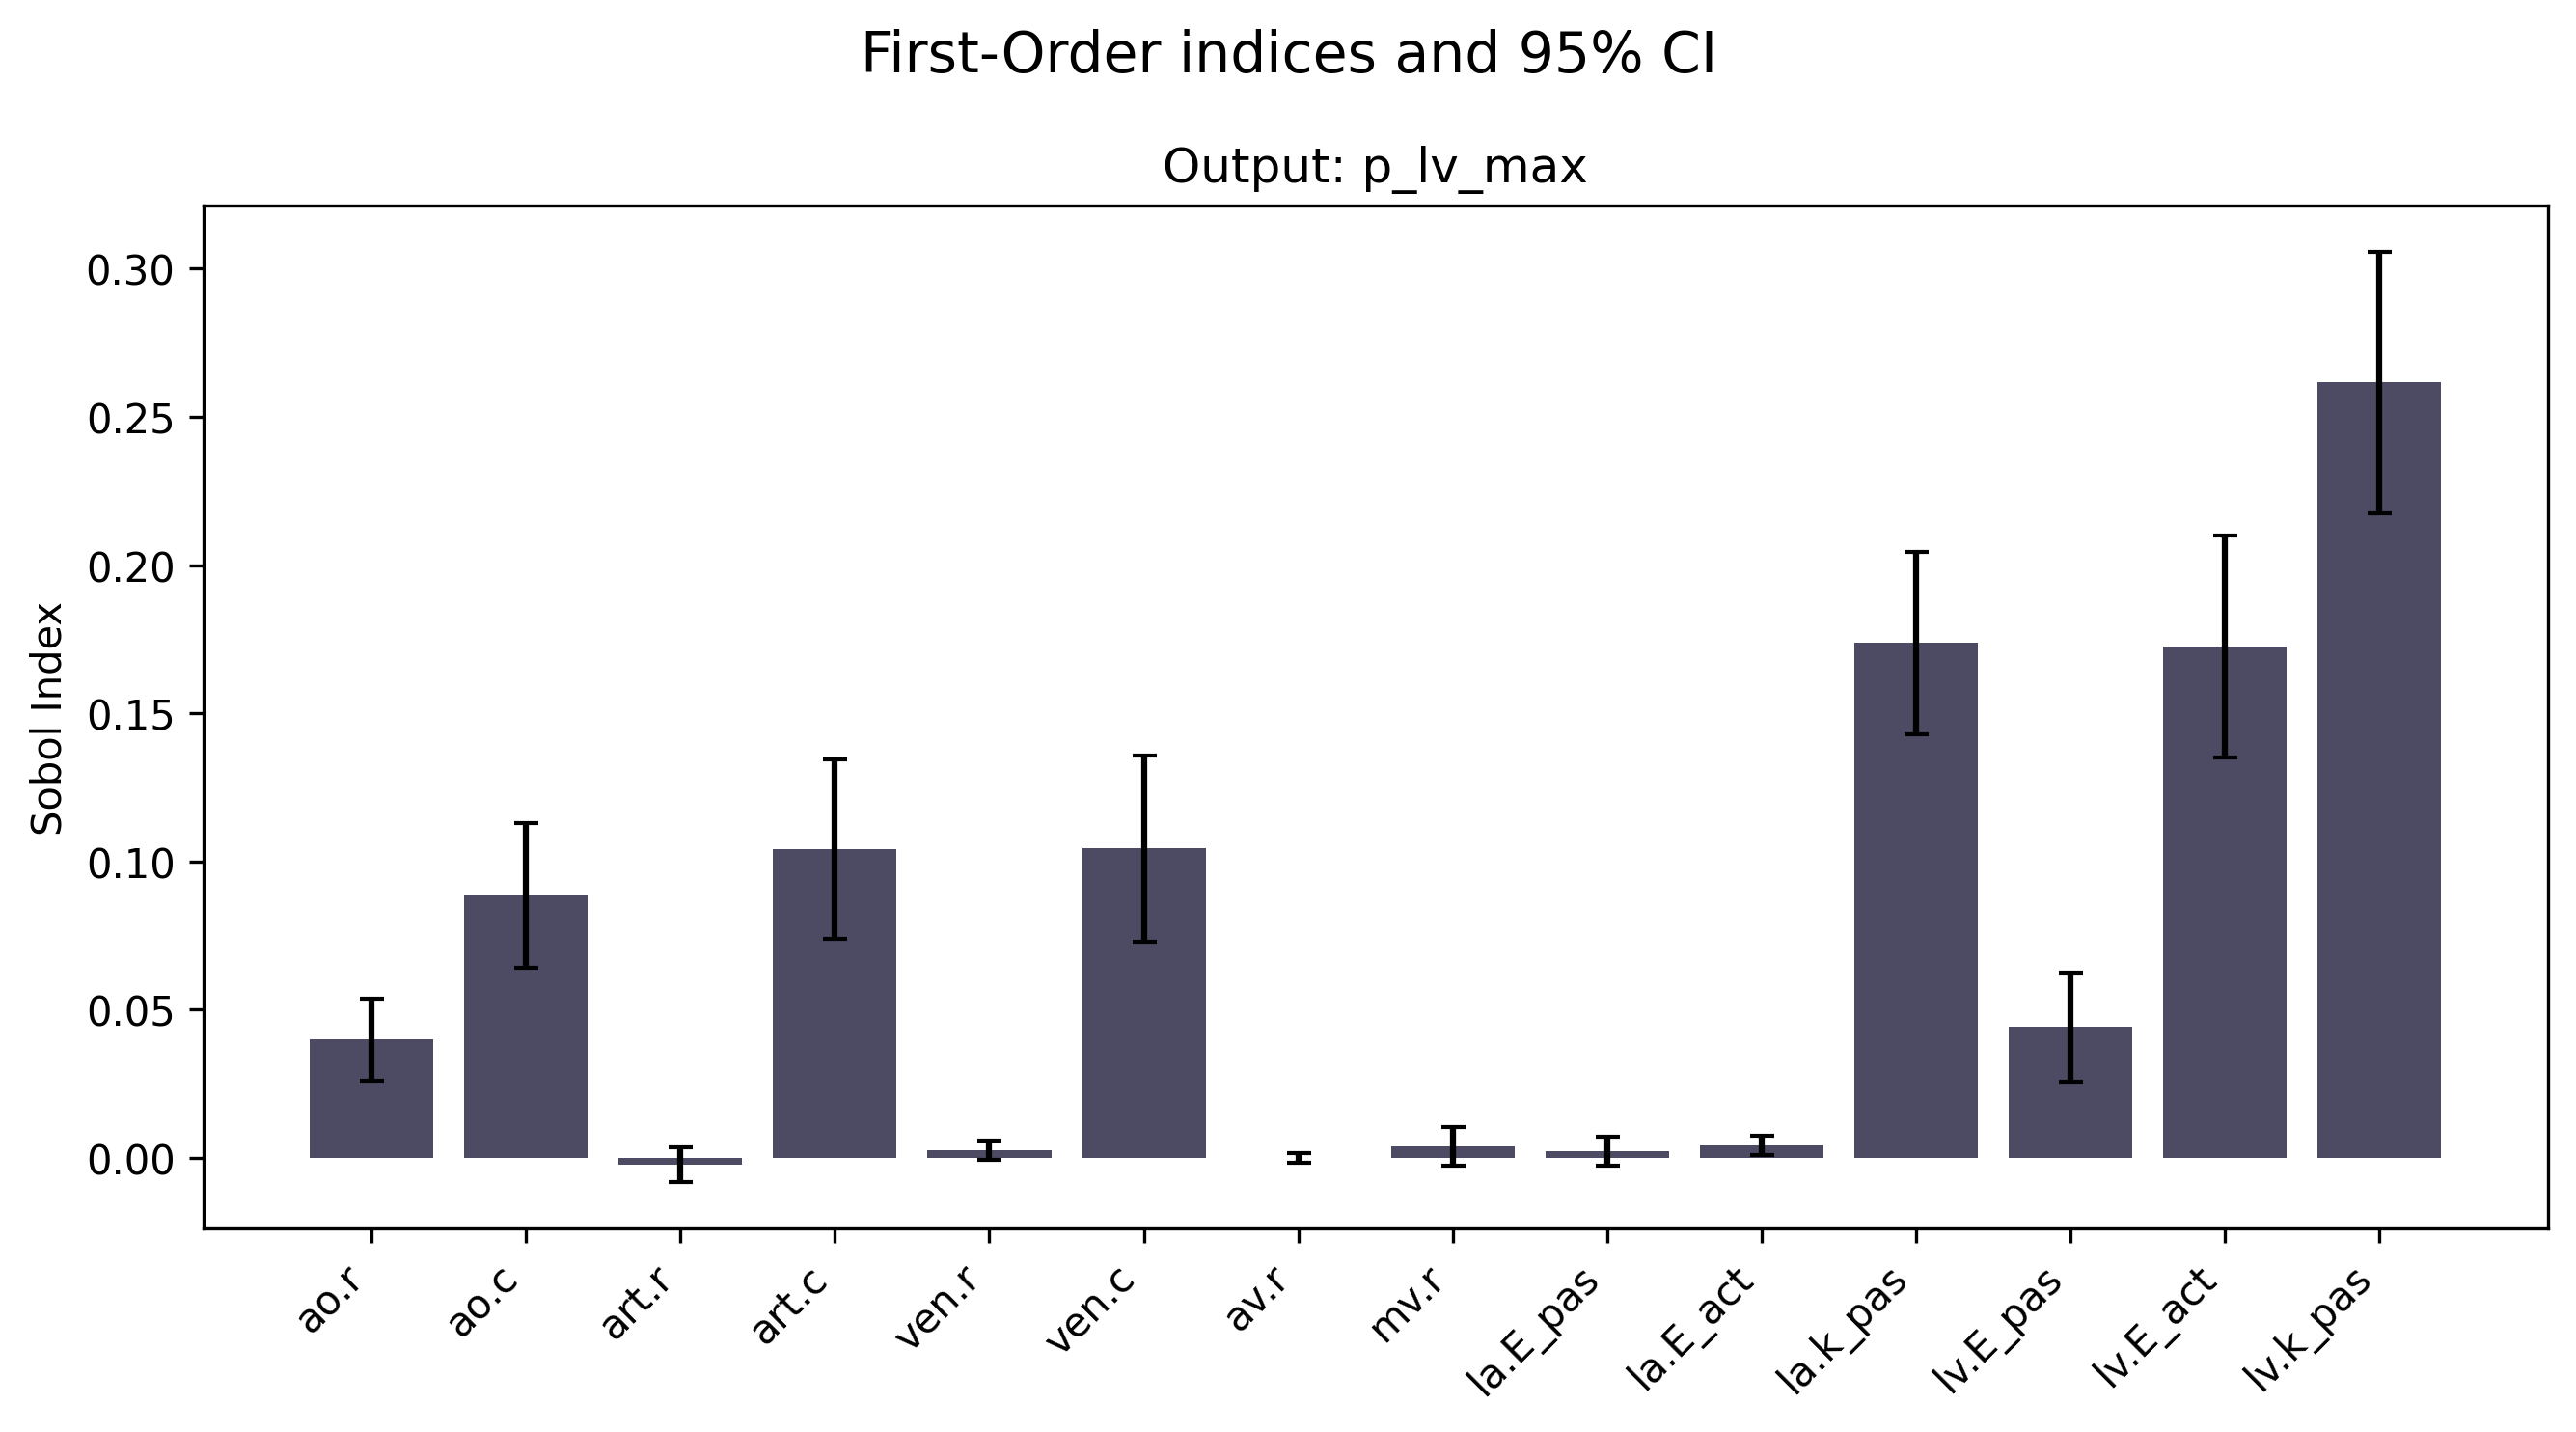 First-Order indices and 95% CI
Output: p_lv_max
Sobol Index
0.30
0.25
0.20
0.15
0.10
0.05
0.00
ao.r
ao.c
art.r
art.c
ven.r
ven.c
av.r
mv.r
la.E_pas
la.E_act
la.k_pas
lv.E_pas
lv.E_act
lv.k_pas